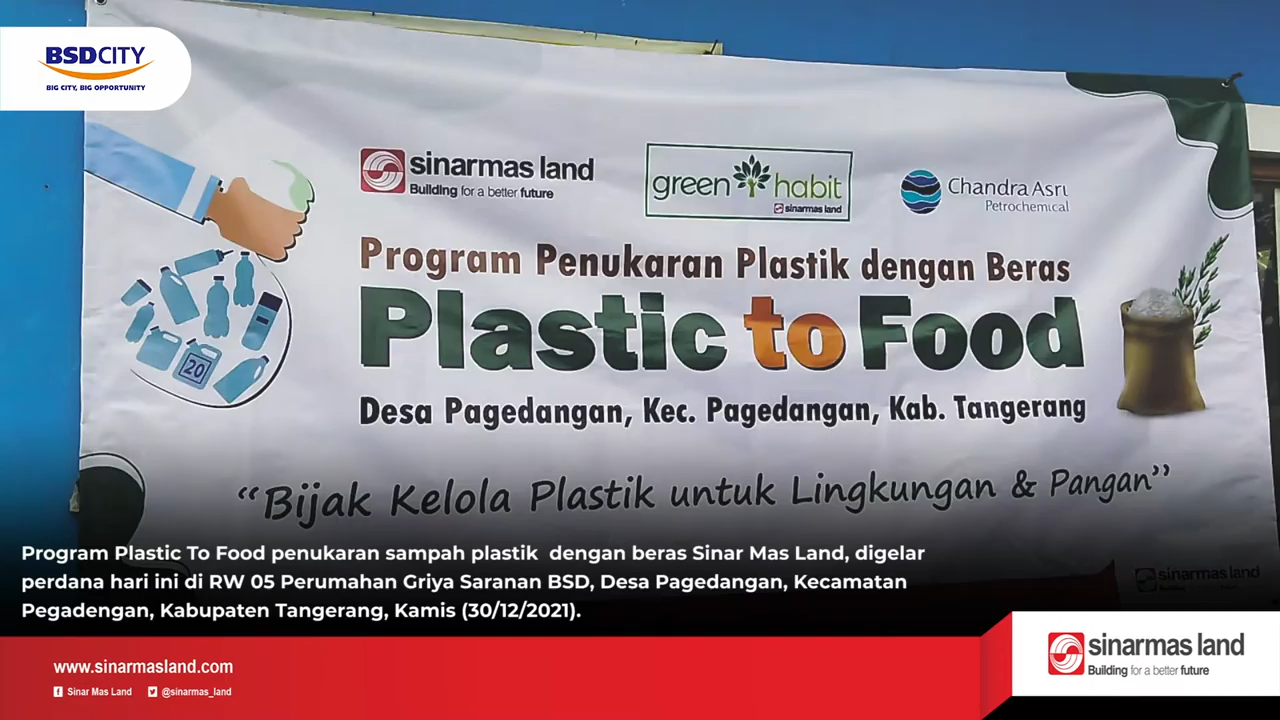 BSDCITY
BIG CITY, BIG OPPORTUNITY
sinarmas land
Building for a better future
green habit
sinarmas land
Chandra Asri
Petrochemical
Program Penukaran Plastik dengan Beras
Plastic to Food
Desa Pagedangan, Kec. Pagedangan, Kab. Tangerang
20
“Bijak Kelola Plastik untuk Lingkungan & Pangan”
sinarmas land
Program Plastic To Food penukaran sampah plastik dengan beras Sinar Mas Land, digelar
perdana hari ini di RW 05 Perumahan Griya Saranan BSD, Desa Pagedangan, Kecamatan
Pegadengan, Kabupaten Tangerang, Kamis (30/12/2021).
www.sinarmasland.com
Sinar Mas Land @sinarmas_land
sinarmas land
Building for a better future